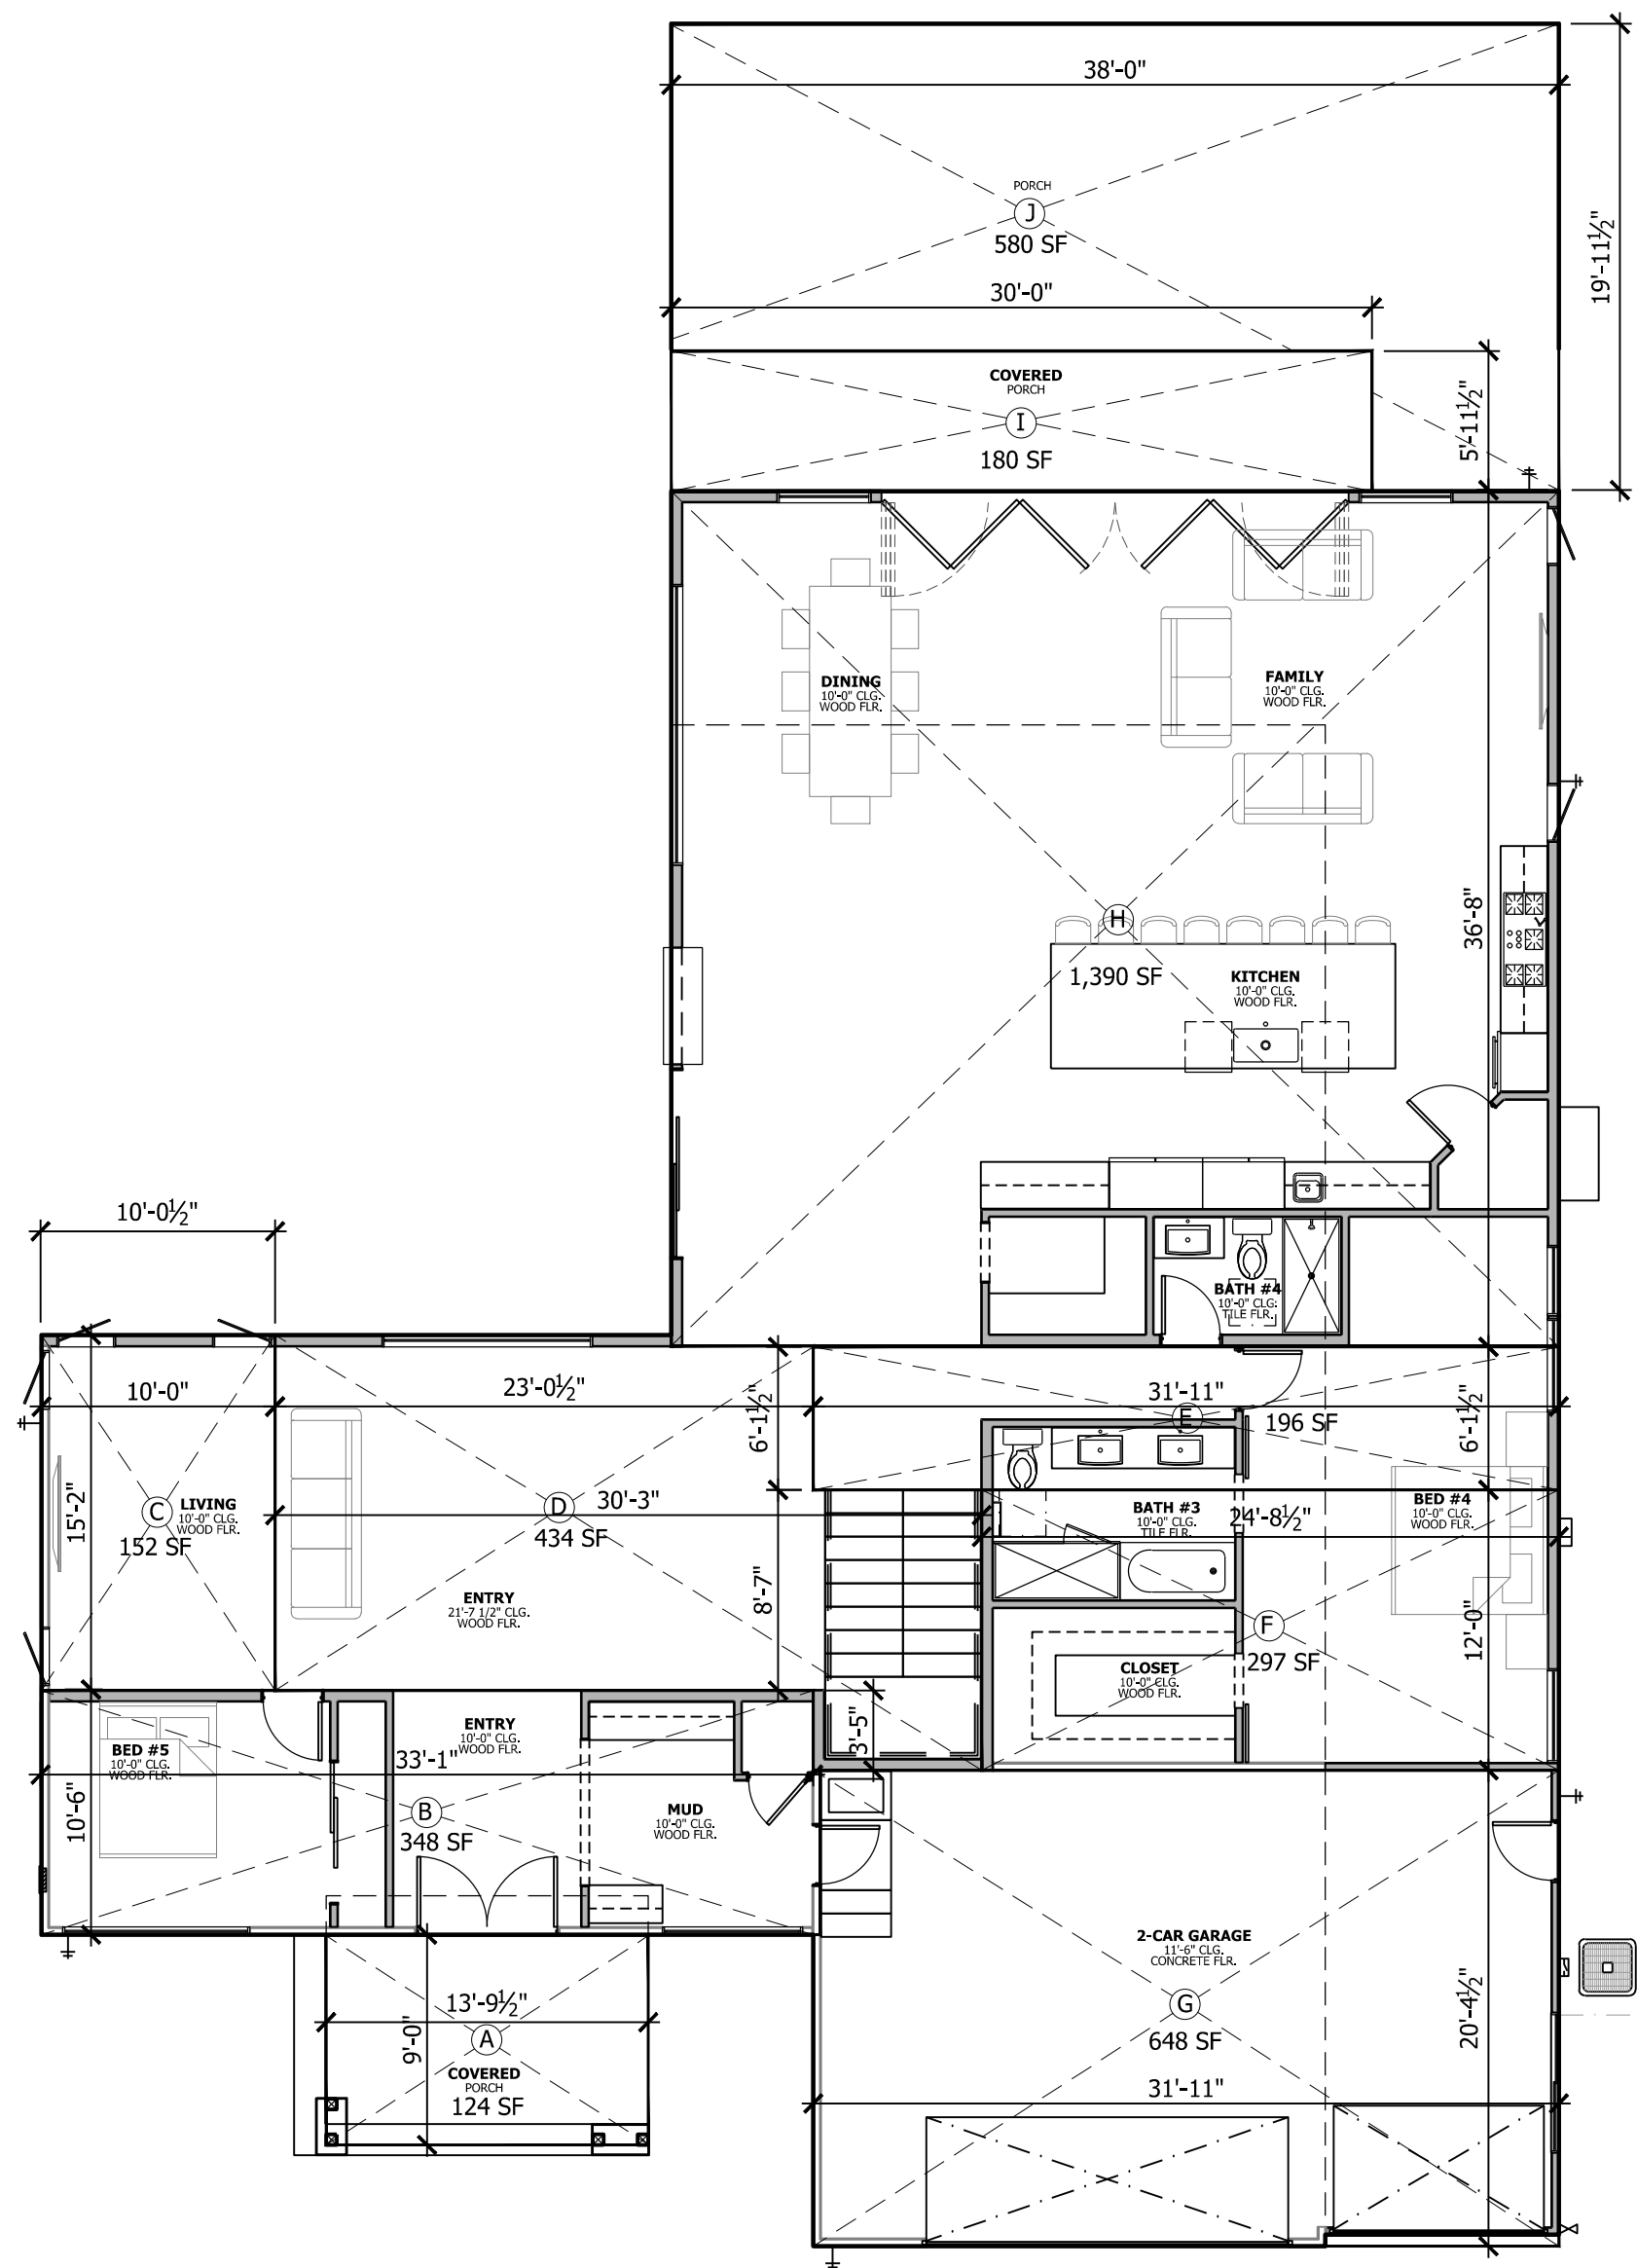 38'-0"
19'-11½"
PORCH
J
580 SF
30'-0"
5'-11½"
COVERED
PORCH
I
180 SF
DINING
10'-0" CLG.
WOOD FLR.
FAMILY
10'-0" CLG.
WOOD FLR.
36'-8"
H
1,390 SF
KITCHEN
10'-0" CLG.
WOOD FLR.
10'-0½"
BATH #4
10'-0" CLG.
TILE FLR.
10'-0"
23'-0½"
6'-1½"
31'-11"
E
196 SF
6'-1½"
15'-2"
C
LIVING
10'-0" CLG.
WOOD FLR.
152 SF
D
30'-3"
434 SF
BATH #3
10'-0" CLG.
TILE FLR.
24'-8½"
BED #4
10'-0" CLG.
WOOD FLR.
ENTRY
21'-7 1/2" CLG.
WOOD FLR.
8'-7"
F
297 SF
12'-0"
CLOSET
10'-0" CLG.
WOOD FLR.
3'-5"
BED #5
10'-0" CLG.
WOOD FLR.
ENTRY
10'-0" CLG.
WOOD FLR.
33'-1"
10'-6"
B
348 SF
MUD
10'-0" CLG.
WOOD FLR.
2-CAR GARAGE
11'-6" CLG.
CONCRETE FLR.
G
648 SF
20'-4½"
31'-11"
13'-9½"
9'-0"
A
COVERED
PORCH
124 SF